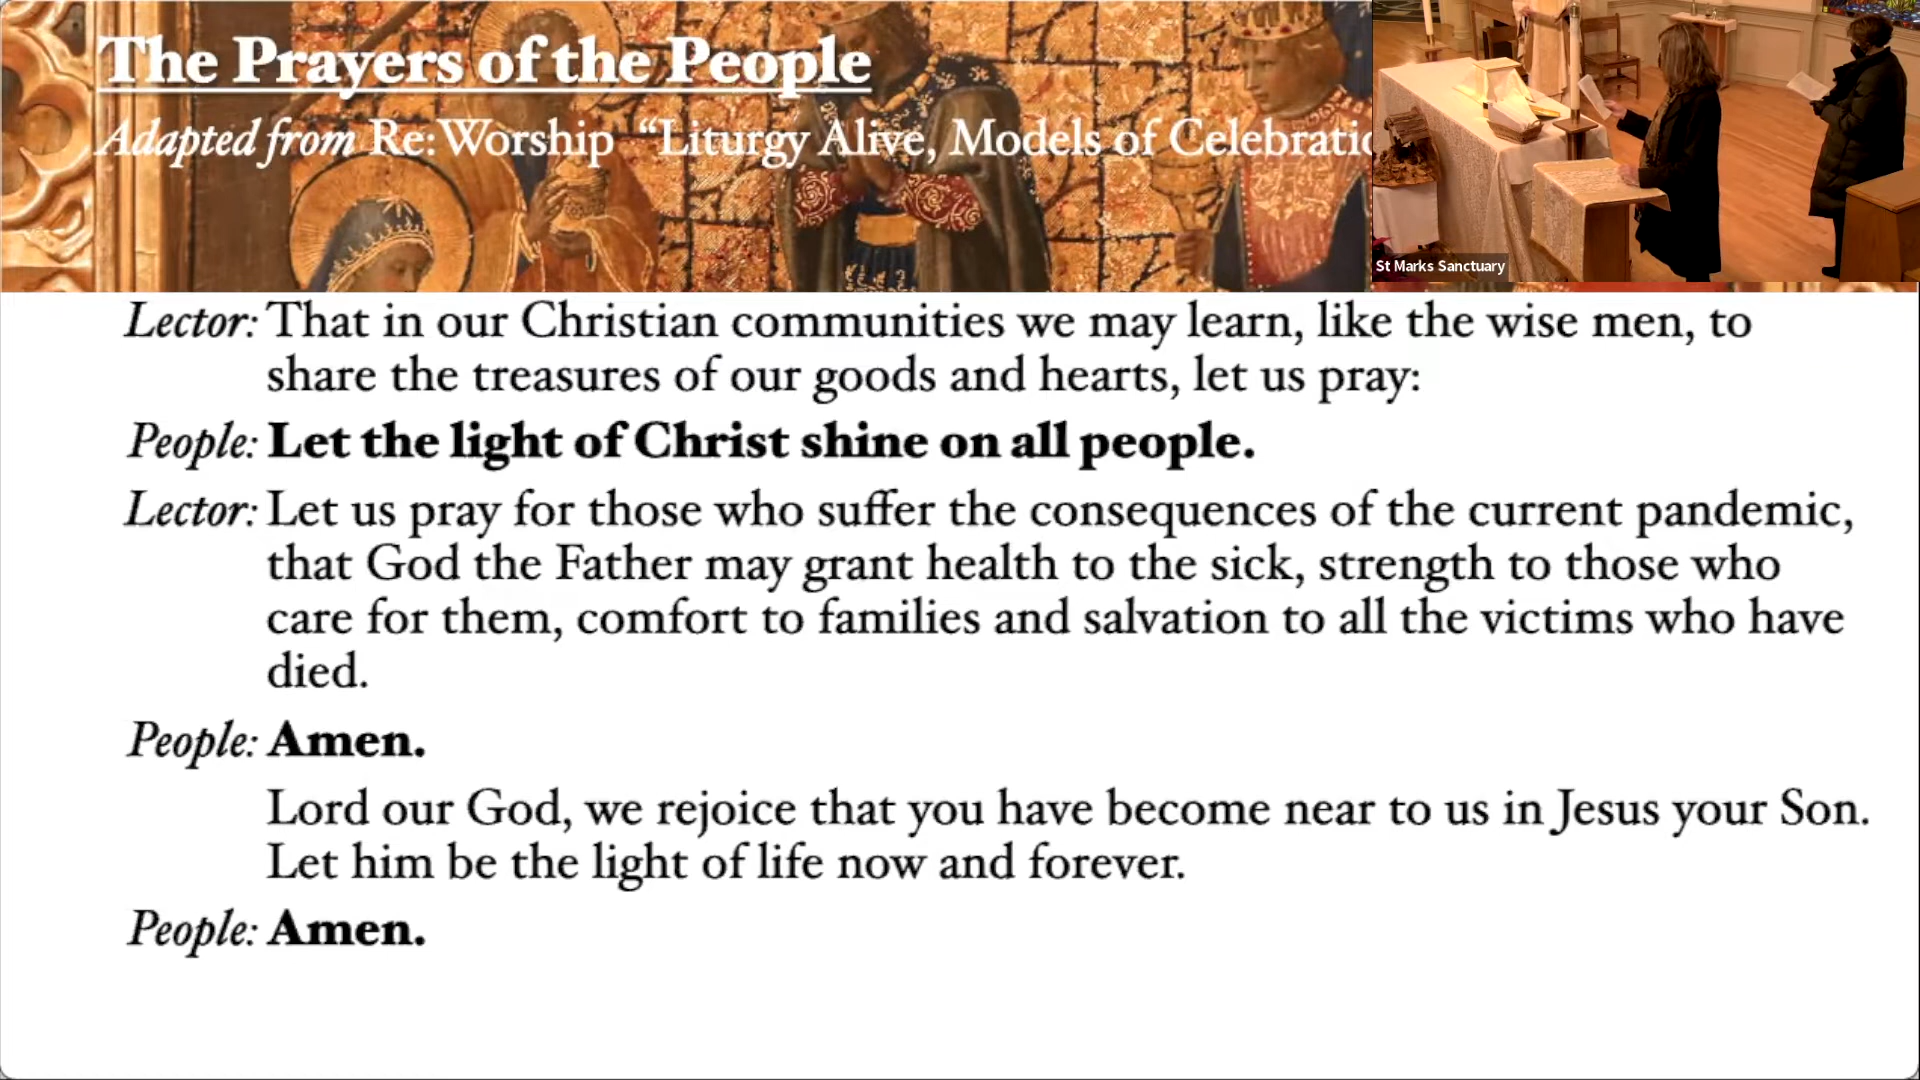 The Prayers of the People
Adapted from Re:Worship “Liturgy Alive, Models of
St Marks Sanctuary
Lector: That in our Christian communities we may learn, like the wise men, to
share the treasures of our goods and hearts, let us pray:
People: Let the light of Christ shine on all people.
Lector: Let us pray for those who suffer the consequences of the current pandemic,
that God the Father may grant health to the sick, strength to those who
care for them, comfort to families and salvation to all the victims who have
died.
People: Amen.
Lord our God, we rejoice that you have become near to us in Jesus your Son.
Let him be the light of life now and forever.
People: Amen.